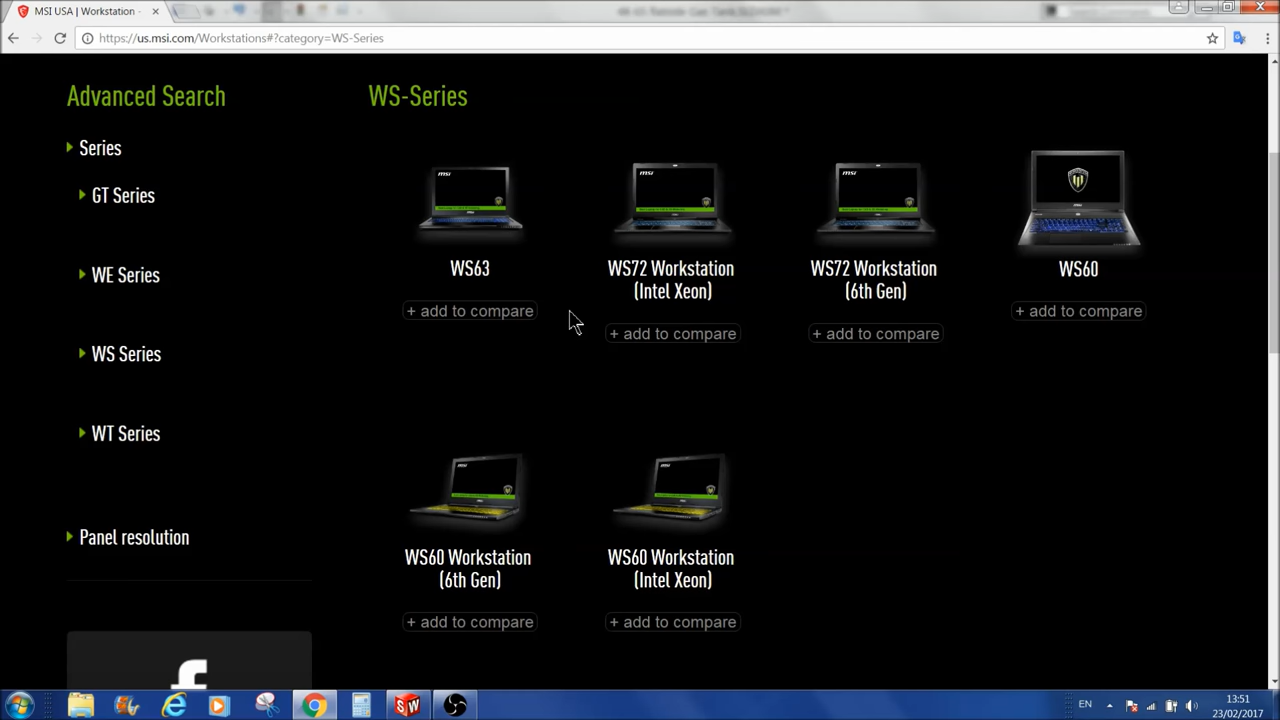 MSI USA | Workstation -
https://us.msi.com/Workstations#?category=WS-Series
Advanced Search
Series
GT Series
WE Series
WS Series
WT Series
Panel resolution
WS-Series
WS63
+ add to compare
WS72 Workstation
(Intel Xeon)
+ add to compare
WS72 Workstation
(6th Gen)
+ add to compare
WS60
+ add to compare
WS60 Workstation
(6th Gen)
+ add to compare
WS60 Workstation
(Intel Xeon)
+ add to compare
EN
13:51
23/02/2017